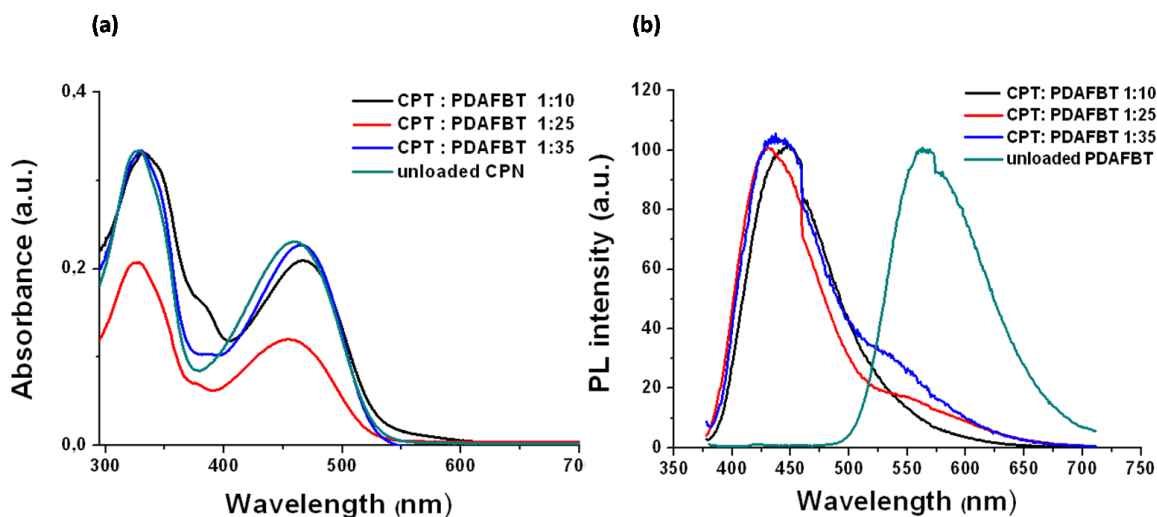 (a)
CPT : PDAFBT 1:10
CPT : PDAFBT 1:25
CPT : PDAFBT 1:35
unloaded CPN
0,4
0,2
0,0
Absorbance (a.u.)
300 400 500 600 70
Wavelength (nm)
(b)
CPT: PDAFBT 1:10
CPT: PDAFBT 1:25
CPT: PDAFBT 1:35
unloaded PDAFBT
120
100
80
60
40
20
0
PL intensity (a.u.)
350 400 450 500 550 600 650 700 750
Wavelength (nm)